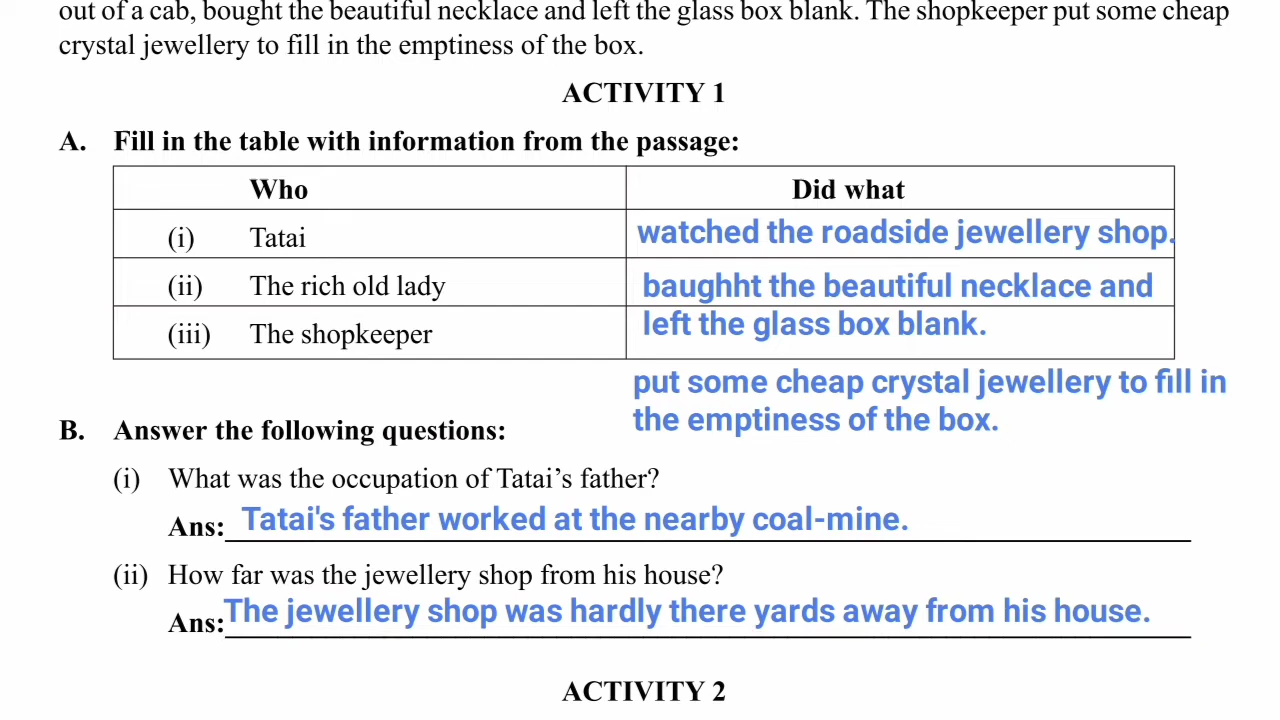 out of a cab, bought the beautiful necklace and left the glass box blank. The shopkeeper put some cheap
crystal jewellery to fill in the emptiness of the box.
ACTIVITY 1
A. Fill in the table with information from the passage:
Who Did what
(i) Tatai watched the roadside jewellery shop.
(ii) The rich old lady baughht the beautiful necklace and
left the glass box blank.
(iii) The shopkeeper
put some cheap crystal jewellery to fill in
the emptiness of the box.
B. Answer the following questions:
(i) What was the occupation of Tatai’s father?
Ans: Tatai's father worked at the nearby coal-mine.
(ii) How far was the jewellery shop from his house?
Ans: The jewellery shop was hardly there yards away from his house.
ACTIVITY 2